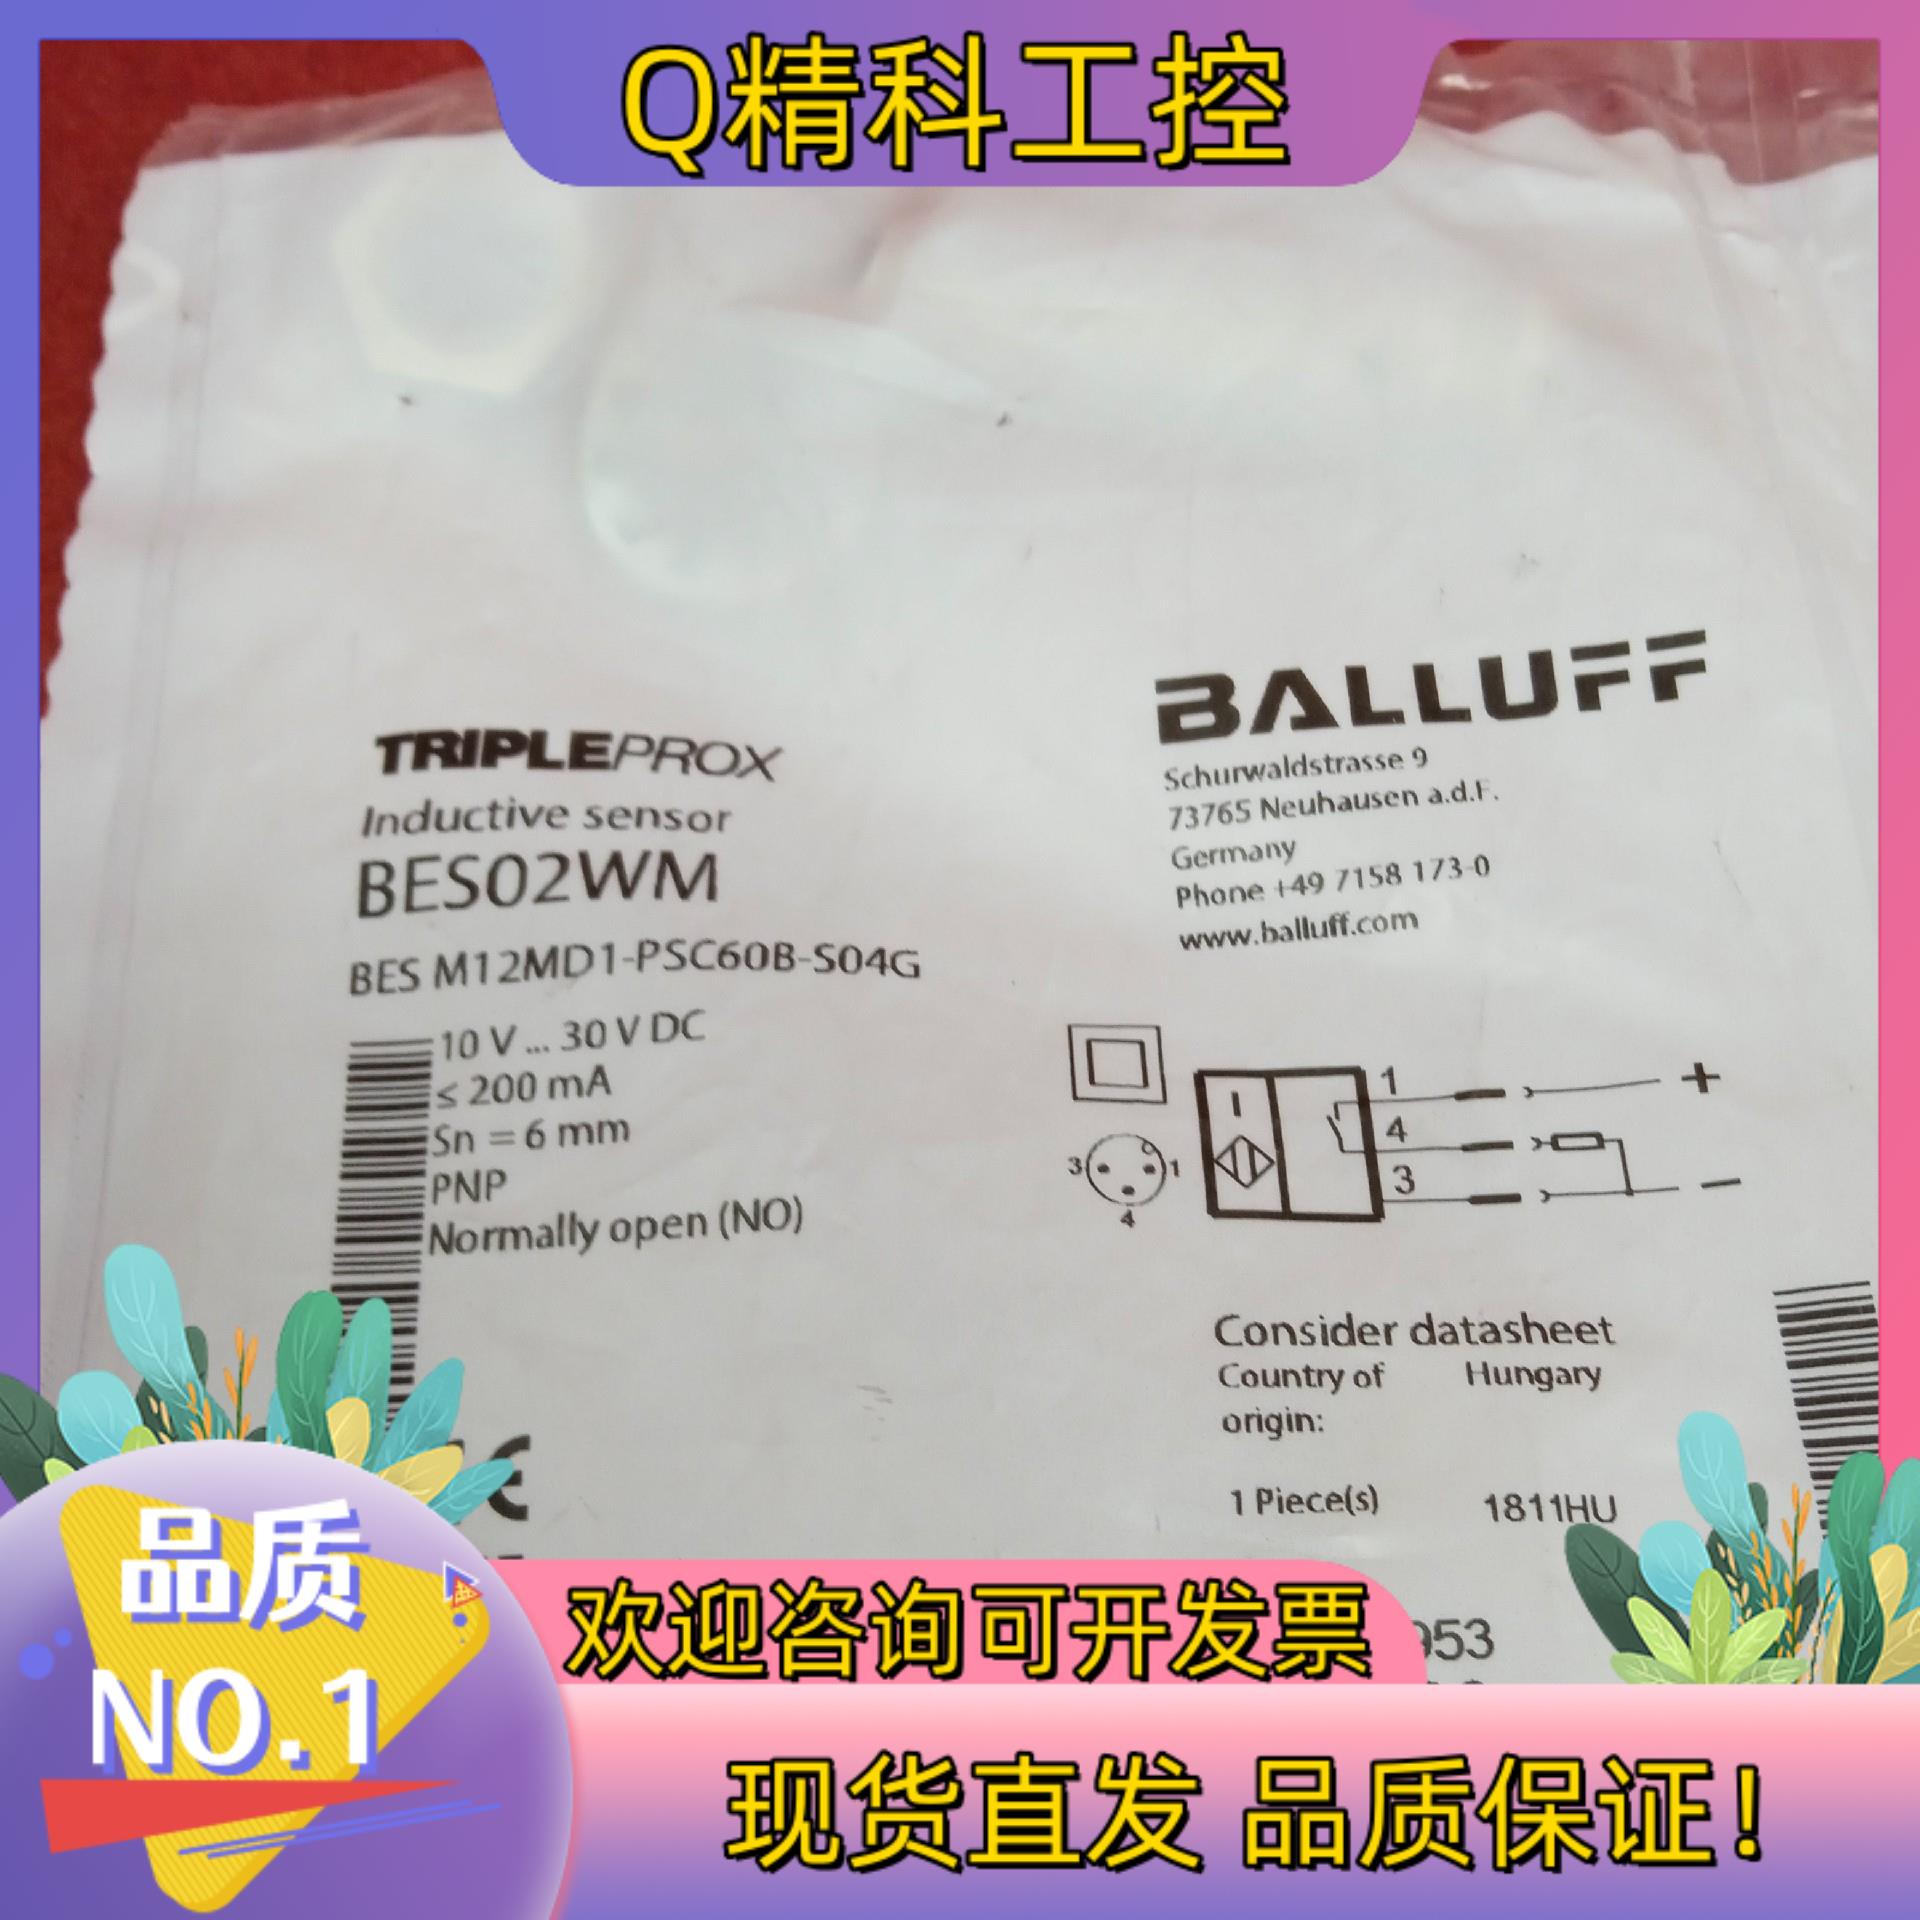 Q精科工控
BALLUFF
Schurwaldstrasse 9
73765 Neuhausen a.d.F.
Germany
Phone +49 7158 173-0
www.balluff.com
TRIPLEPROX
Inductive sensor
BES02WM
BES M12MD1-PSC60B-S04G
10 V ... 30 V DC
≤ 200 mA
Sn = 6 mm
PNP
Normally open (NO)
1
+
4
3
−
3
1
4
Consider datasheet
Country of origin:
Hungary
1 Piece(s)
1811HU
CE
品质
NO.1
欢迎咨询可开发票
953
现货直发 品质保证！